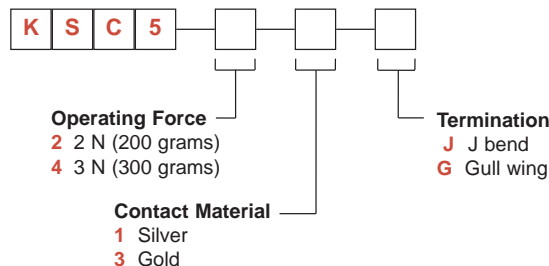 K S C 5
Operating Force
2 2 N (200 grams)
4 3 N (300 grams)
Contact Material
1 Silver
3 Gold
Termination
J J bend
G Gull wing